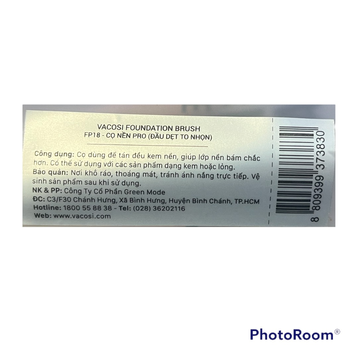 VACOSI FOUNDATION BRUSH
FP18 - CỌ NỀN PRO (ĐẦU DẸT TO NHỌN)
Công dụng: Cọ dùng để tán đều kem nền, giúp lớp nền bám chắc
hơn. Có thể sử dụng với các sản phẩm dạng kem hoặc lỏng.
Bảo quản: Nơi khô ráo, thoáng mát, tránh ánh nắng trực tiếp. Vệ
sinh sản phẩm sau khi sử dụng.
NK & PP: Công Ty Cổ Phần Green Mode
ĐC: C3/F30 Chánh Hưng, Xã Bình Hưng, Huyện Bình Chánh, TP.HCM
Hotline: 1800 55 88 38 - Tel: (028) 36202116
Web: www.vacosi.com
8 809399 373830
PhotoRoom®